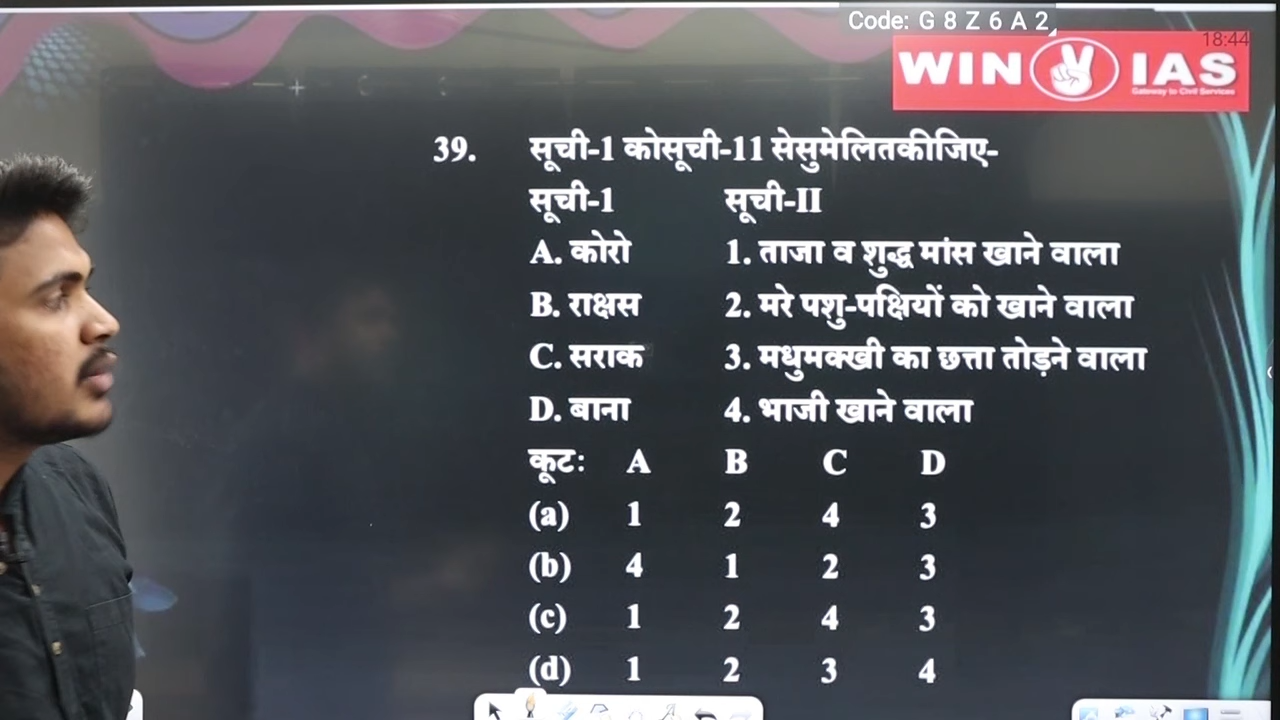 Code: G 8 Z 6 A 2
18:44
WIN IAS
Gateway to Civil Services
39. सूची-1 कोसूची-11 सेसुमेलितकीजिए-
सूची-1 सूची-II
A. कोरो 1. ताजा व शुद्ध मांस खाने वाला
B. राक्षस 2. मरे पशु-पक्षियों को खाने वाला
C. सराक 3. मधुमक्खी का छत्ता तोड़ने वाला
D. बाना 4. भाजी खाने वाला
कूटः A B C D
(a) 1 2 4 3
(b) 4 1 2 3
(c) 1 2 4 3
(d) 1 2 3 4